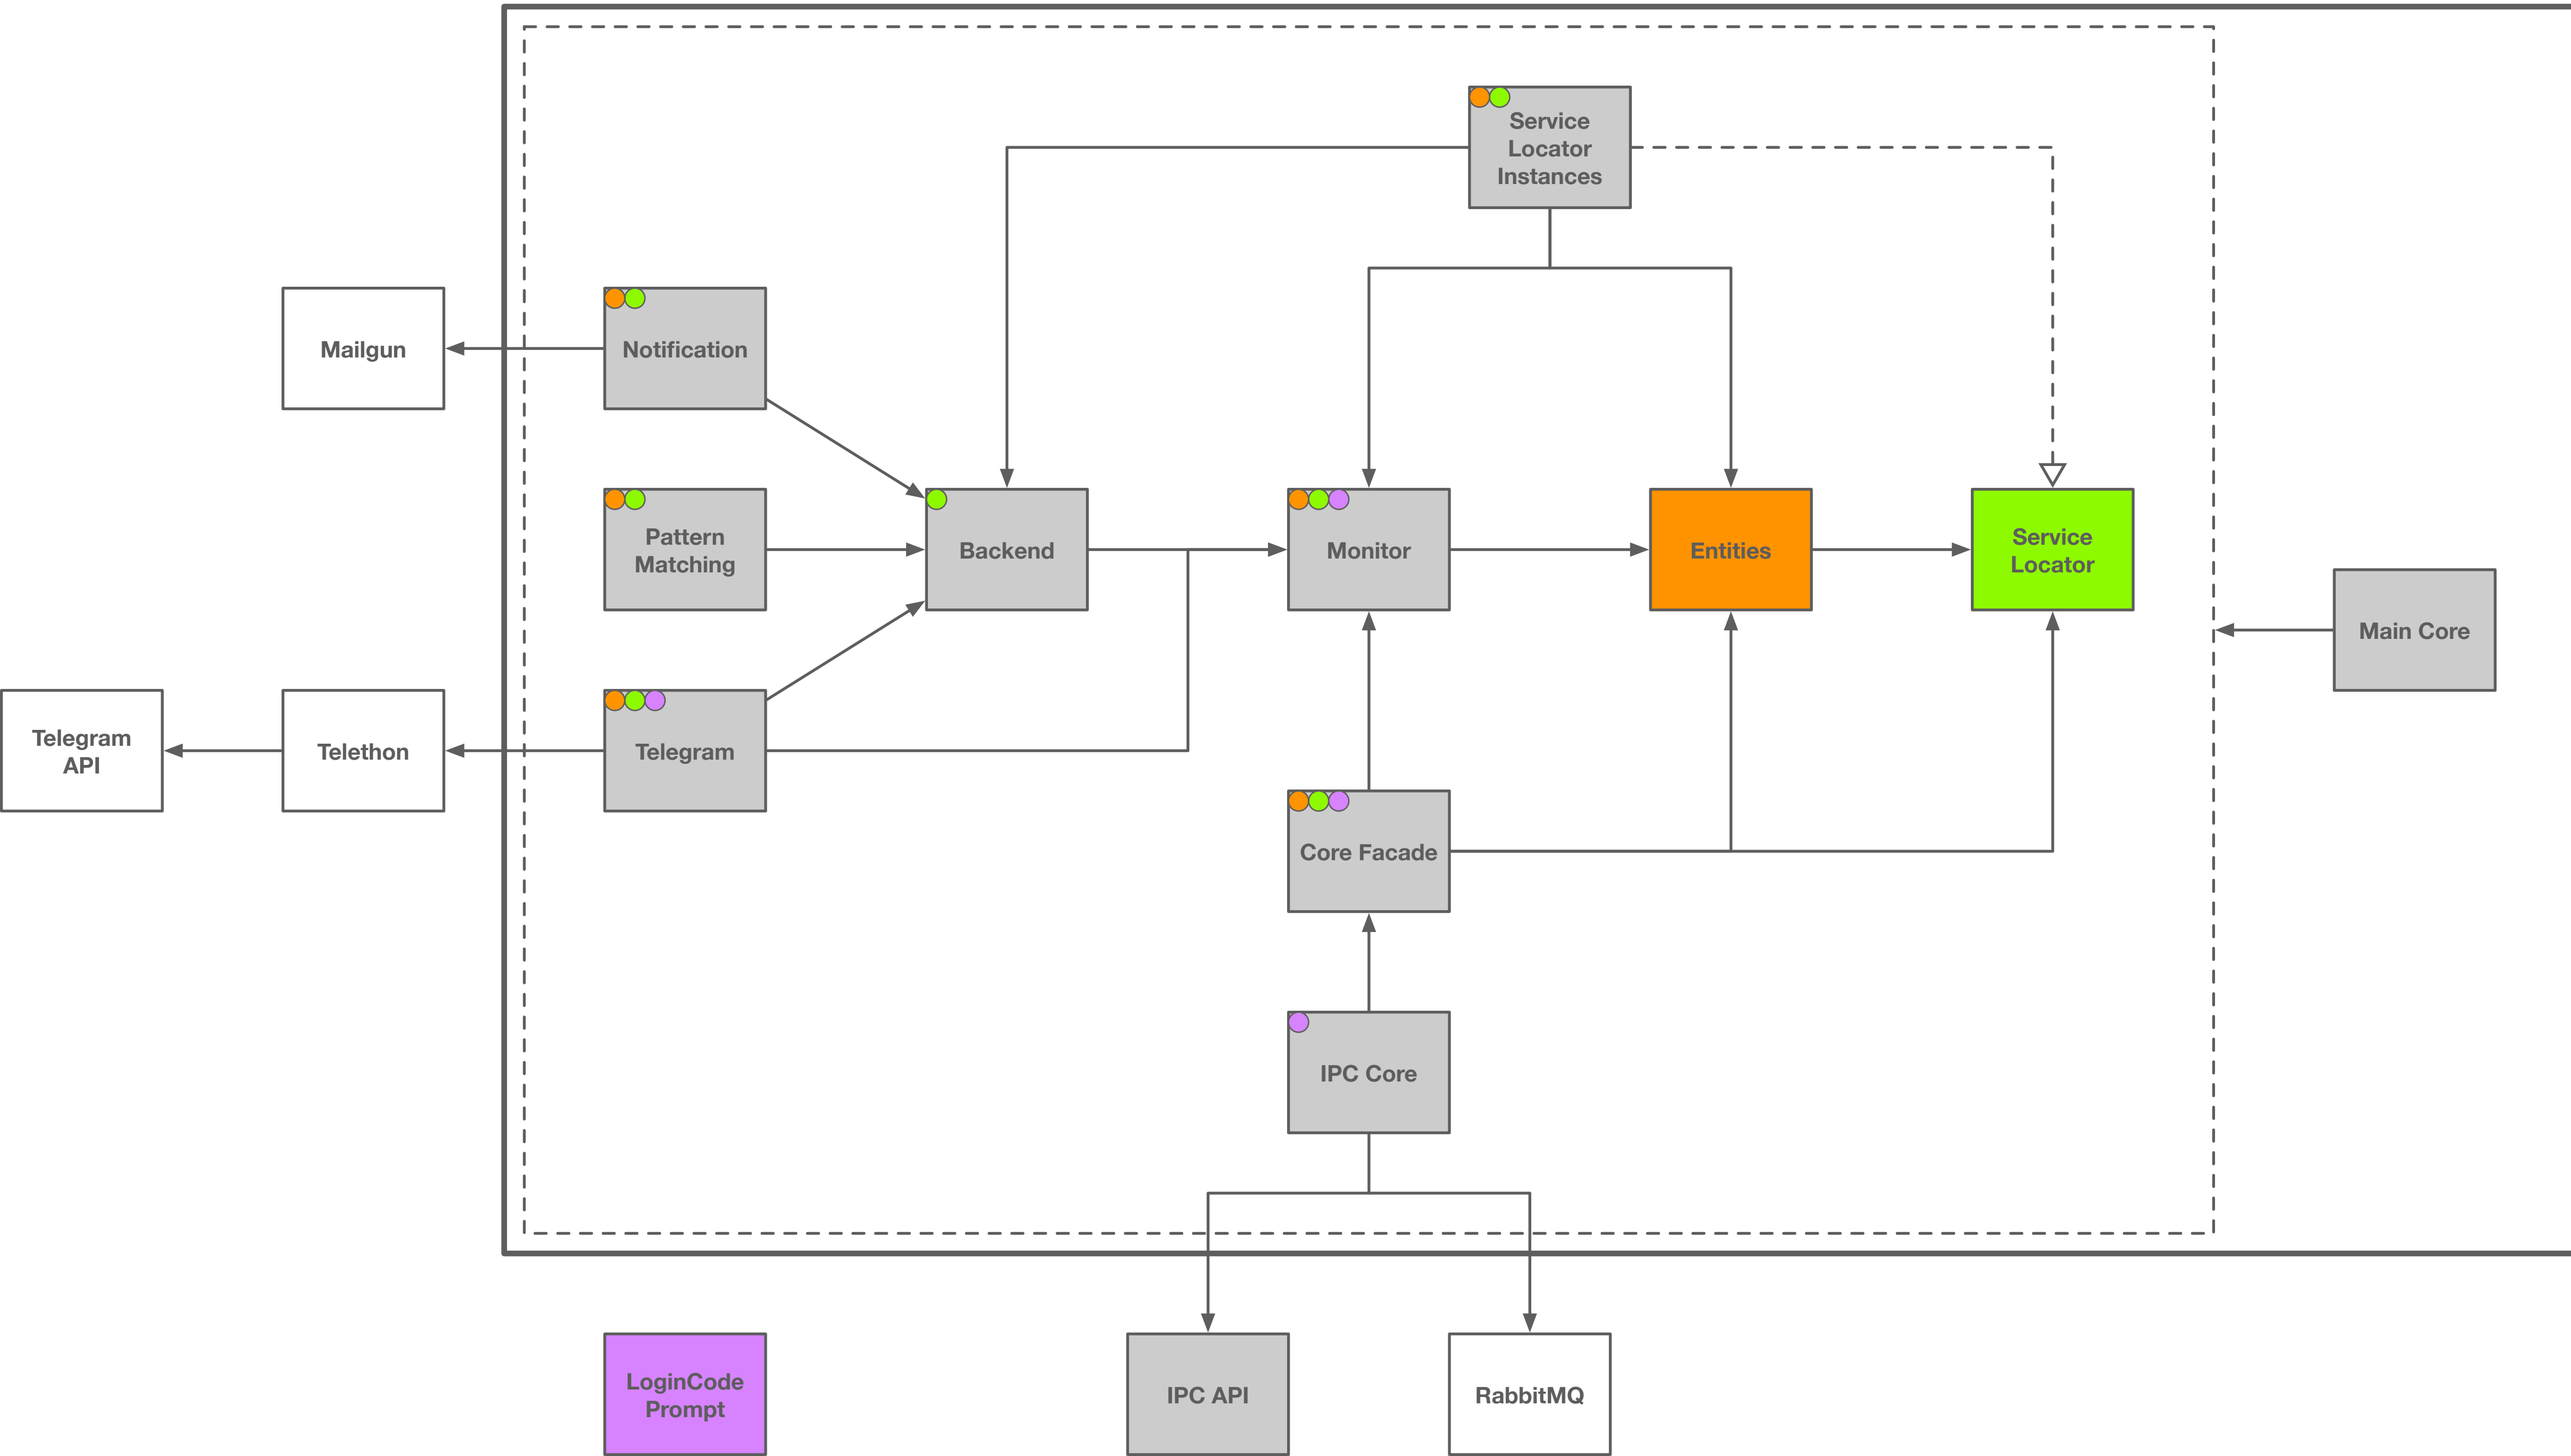 Service
Locator
Instances
Mailgun
Notification
Pattern
Matching
Backend
Monitor
Entities
Service
Locator
Main Core
Telegram
API
Telethon
Telegram
Core Facade
IPC Core
LoginCode
Prompt
IPC API
RabbitMQ